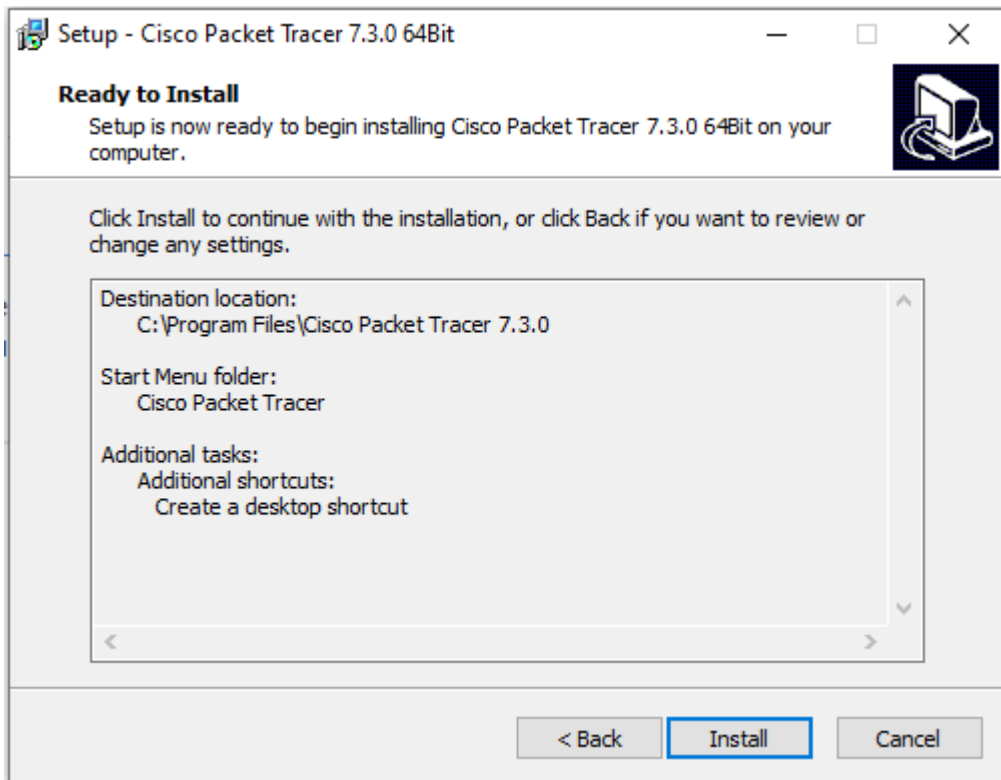 Setup - Cisco Packet Tracer 7.3.0 64Bit
Ready to Install
Setup is now ready to begin installing Cisco Packet Tracer 7.3.0 64Bit on your
computer.
Click Install to continue with the installation, or click Back if you want to review or
change any settings.
Destination location:
C:\Program Files\Cisco Packet Tracer 7.3.0
Start Menu folder:
Cisco Packet Tracer
Additional tasks:
Additional shortcuts:
Create a desktop shortcut
< Back
Install
Cancel